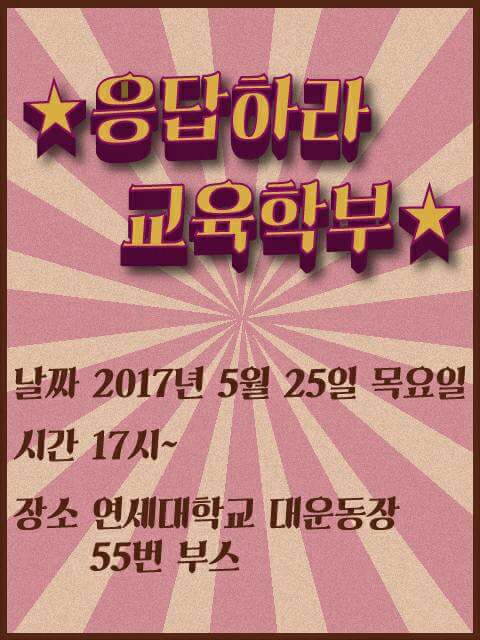 ★응답하라
교육학부★
날짜 2017년 5월 25일 목요일
시간 17시~
장소 연세대학교 대운동장
55번 부스